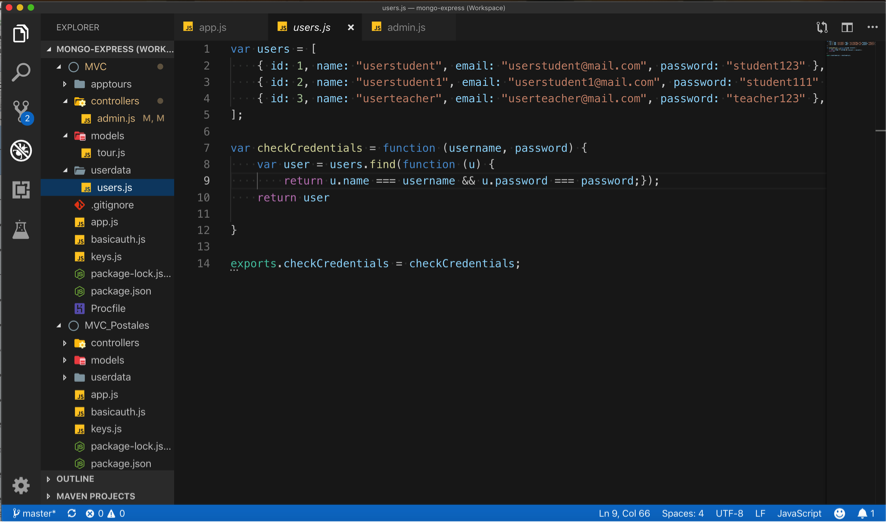 users.js — mongo-express (Workspace)
EXPLORER
MONGO-EXPRESS (WORK...
MVC
apptours
controllers
admin.js M, M
models
tour.js
userdata
users.js
.gitignore
app.js
basicauth.js
keys.js
package-lock.js...
package.json
Procfile
MVC_Postales
controllers
models
userdata
app.js
basicauth.js
keys.js
package-lock.js...
package.json
OUTLINE
MAVEN PROJECTS
2
app.js
users.js
admin.js
1 var users = [
2 { id: 1, name: "userstudent", email: "userstudent@mail.com", password: "student123" },
3 { id: 2, name: "userstudent1", email: "userstudent1@mail.com", password: "student111"
4 { id: 3, name: "userteacher", email: "userteacher@mail.com", password: "teacher123" },
5 ];
6
7 var checkCredentials = function (username, password) {
8 var user = users.find(function (u) {
9 return u.name === username && u.password === password;});
10 return user
11
12 }
13
14 exports.checkCredentials = checkCredentials;
master* 0 0 Ln 9, Col 66 Spaces: 4 UTF-8 LF JavaScript 1